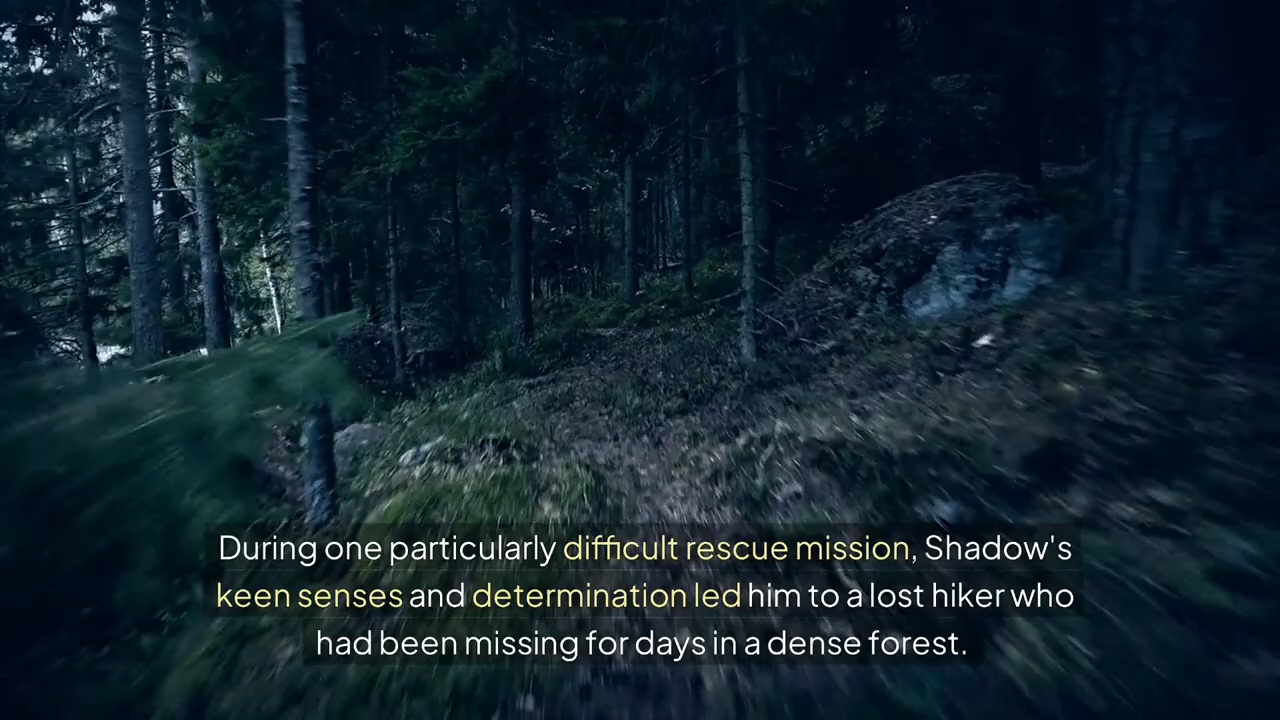 During one particularly difficult rescue mission, Shadow's
keen senses and determination led him to a lost hiker who
had been missing for days in a dense forest.